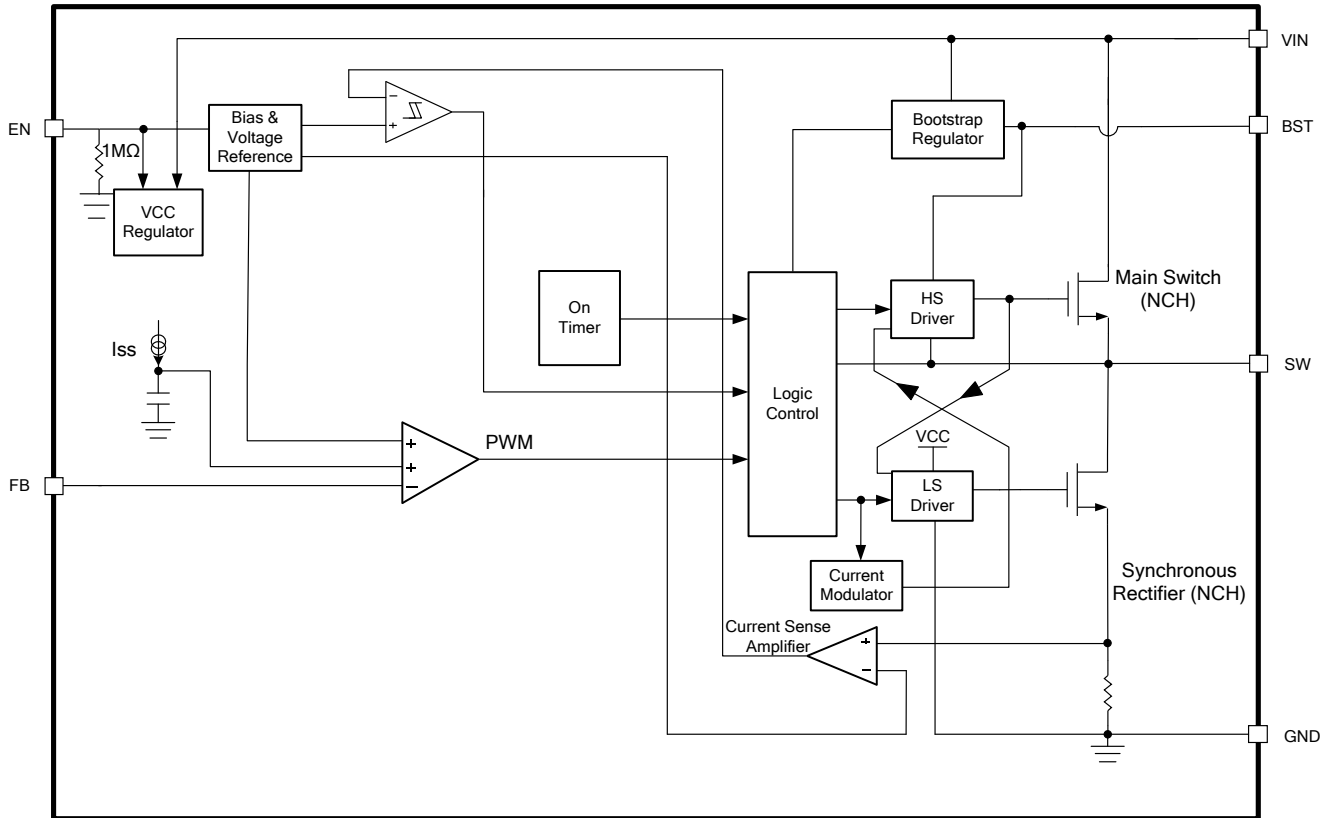 VIN
EN
Bias &
Voltage
Reference
-
+
Bootstrap
Regulator
BST
1MΩ
VCC
Regulator
On
Timer
HS
Driver
Main Switch
(NCH)
Iss
SW
Logic
Control
+
+
-
PWM
VCC
FB
LS
Driver
Current
Modulator
Synchronous
Rectifier (NCH)
Current Sense
Amplifier
+
-
GND